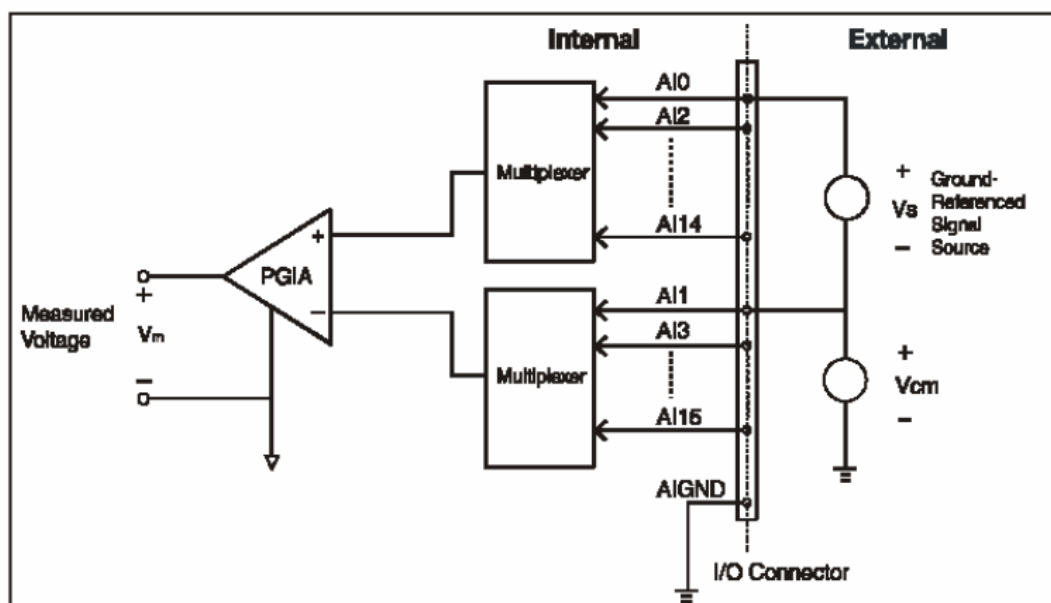 Internal
External
AI0
AI2
Multiplexer
AI14
+
Vs
−
Ground-
Referenced
Signal
Source
+
PGIA
−
Measured
Voltage
+
Vm
−
AI1
AI3
Multiplexer
AI15
+
Vcm
−
AIGND
I/O Connector